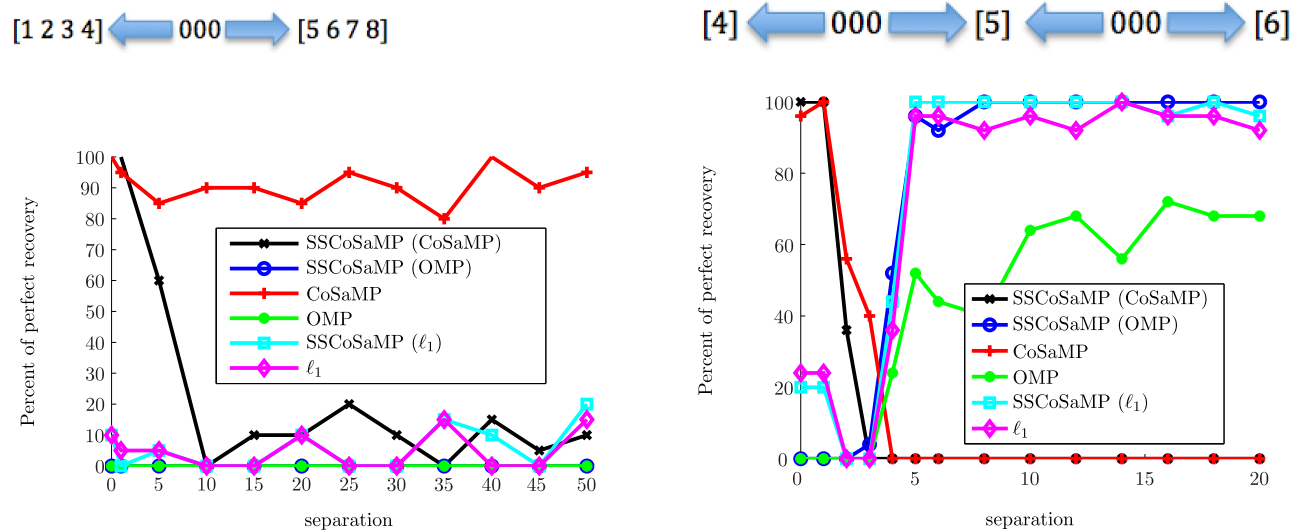 [1 2 3 4] 000 [5 6 7 8]
[4] 000 [5] 000 [6]
Percent of perfect recovery
100
90
80
70
60
50
40
30
20
10
0
SSCoSaMP (CoSaMP)
SSCoSaMP (OMP)
CoSaMP
OMP
SSCoSaMP (ℓ₁)
ℓ₁
0 5 10 15 20 25 30 35 40 45 50
separation
Percent of perfect recovery
100
80
60
40
20
0
SSCoSaMP (CoSaMP)
SSCoSaMP (OMP)
CoSaMP
OMP
SSCoSaMP (ℓ₁)
ℓ₁
0 5 10 15 20
separation